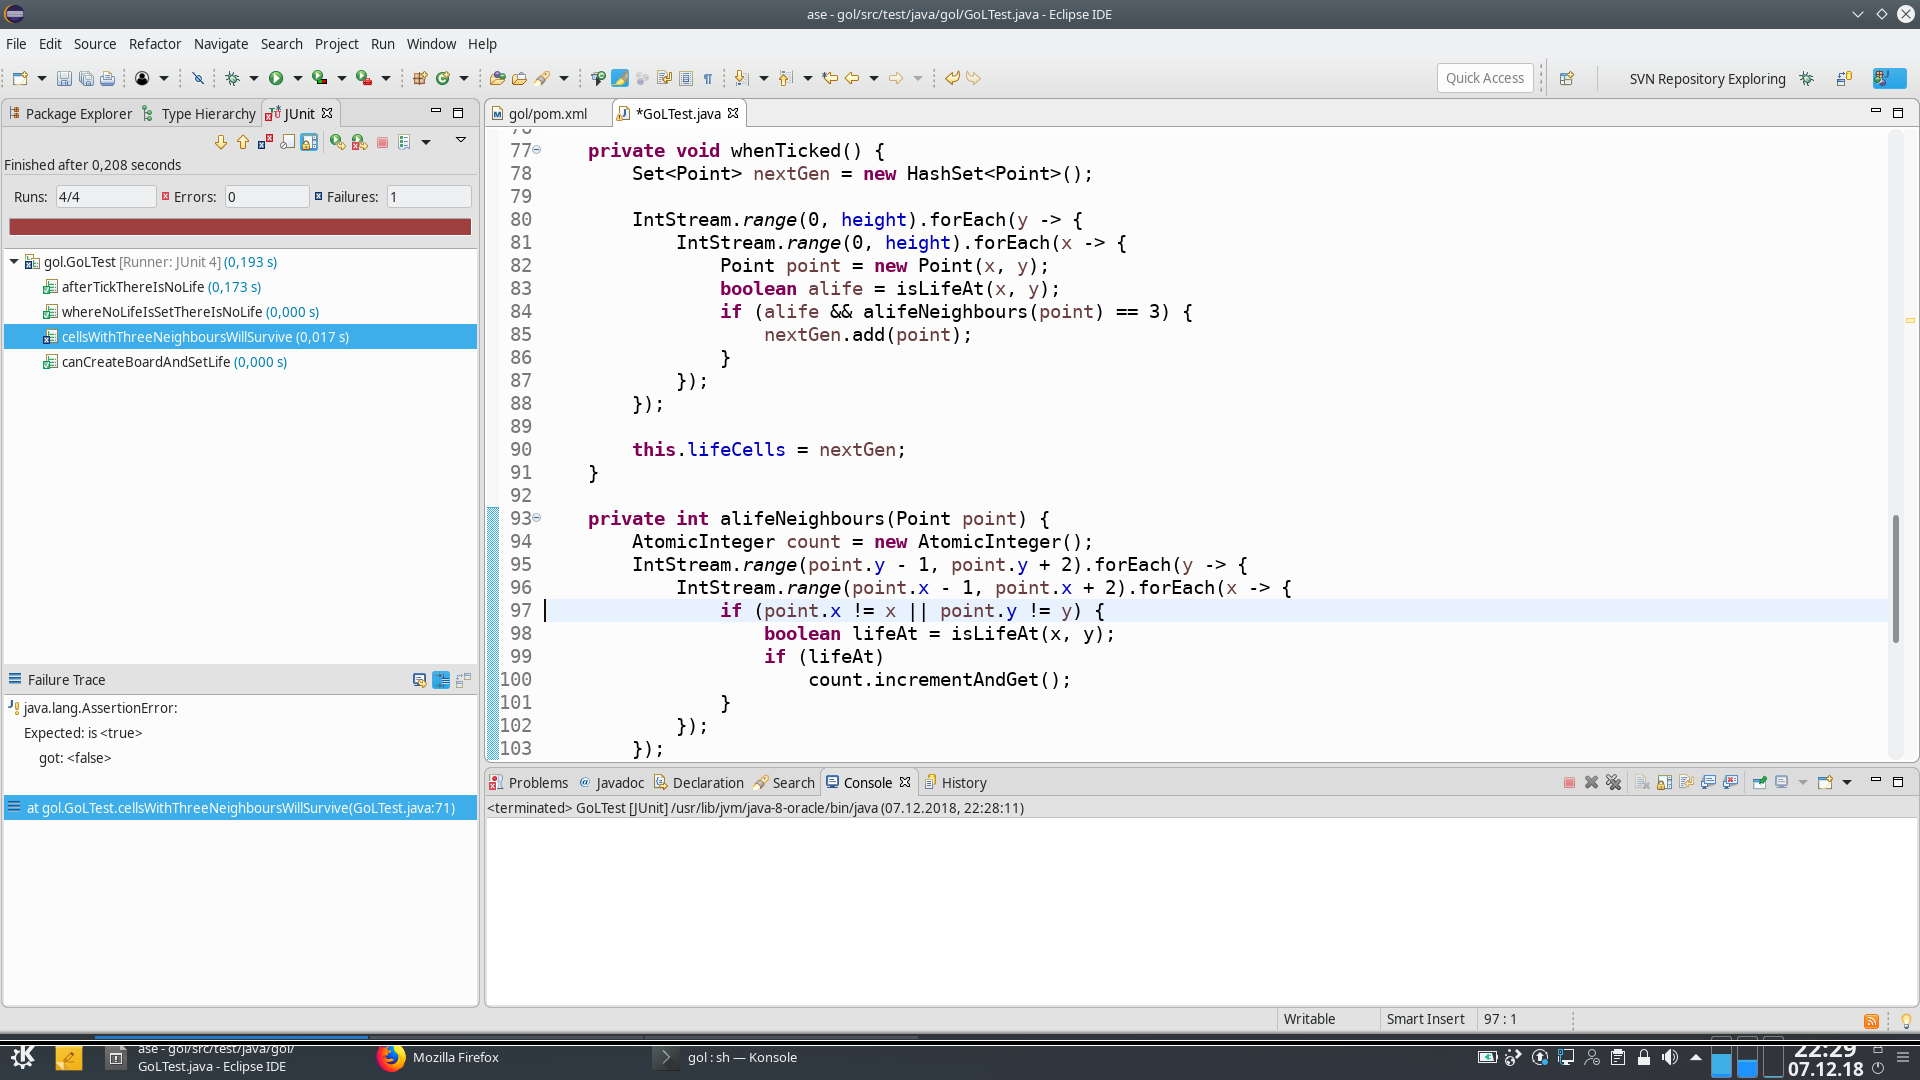 ase - gol/src/test/java/gol/GoLTest.java - Eclipse IDE
File Edit Source Refactor Navigate Search Project Run Window Help
Quick Access
SVN Repository Exploring
Package Explorer Type Hierarchy JUnit
Finished after 0,208 seconds
Runs: 4/4 Errors: 0 Failures: 1
gol.GoLTest [Runner: JUnit 4] (0,193 s)
afterTickThereIsNoLife (0,173 s)
whereNoLifeIsSetThereIsNoLife (0,000 s)
cellsWithThreeNeighboursWillSurvive (0,017 s)
canCreateBoardAndSetLife (0,000 s)
Failure Trace
java.lang.AssertionError:
Expected: is <true>
got: <false>
at gol.GoLTest.cellsWithThreeNeighboursWillSurvive(GoLTest.java:71)
gol/pom.xml *GoLTest.java
76
77 private void whenTicked() {
78 Set<Point> nextGen = new HashSet<Point>();
79
80 IntStream.range(0, height).forEach(y -> {
81 IntStream.range(0, height).forEach(x -> {
82 Point point = new Point(x, y);
83 boolean alife = isLifeAt(x, y);
84 if (alife && alifeNeighbours(point) == 3) {
85 nextGen.add(point);
86 }
87 });
88 });
89
90 this.lifeCells = nextGen;
91 }
92
93 private int alifeNeighbours(Point point) {
94 AtomicInteger count = new AtomicInteger();
95 IntStream.range(point.y - 1, point.y + 2).forEach(y -> {
96 IntStream.range(point.x - 1, point.x + 2).forEach(x -> {
97 if (point.x != x || point.y != y) {
98 boolean lifeAt = isLifeAt(x, y);
99 if (lifeAt)
100 count.incrementAndGet();
101 }
102 });
103 });
Problems @ Javadoc Declaration Search Console History
<terminated> GoLTest [JUnit] /usr/lib/jvm/java-8-oracle/bin/java (07.12.2018, 22:28:11)
Writable Smart Insert 97 : 1
ase - gol/src/test/java/gol/
GoLTest.java - Eclipse IDE
Mozilla Firefox
gol : sh — Konsole
22:29
07.12.18